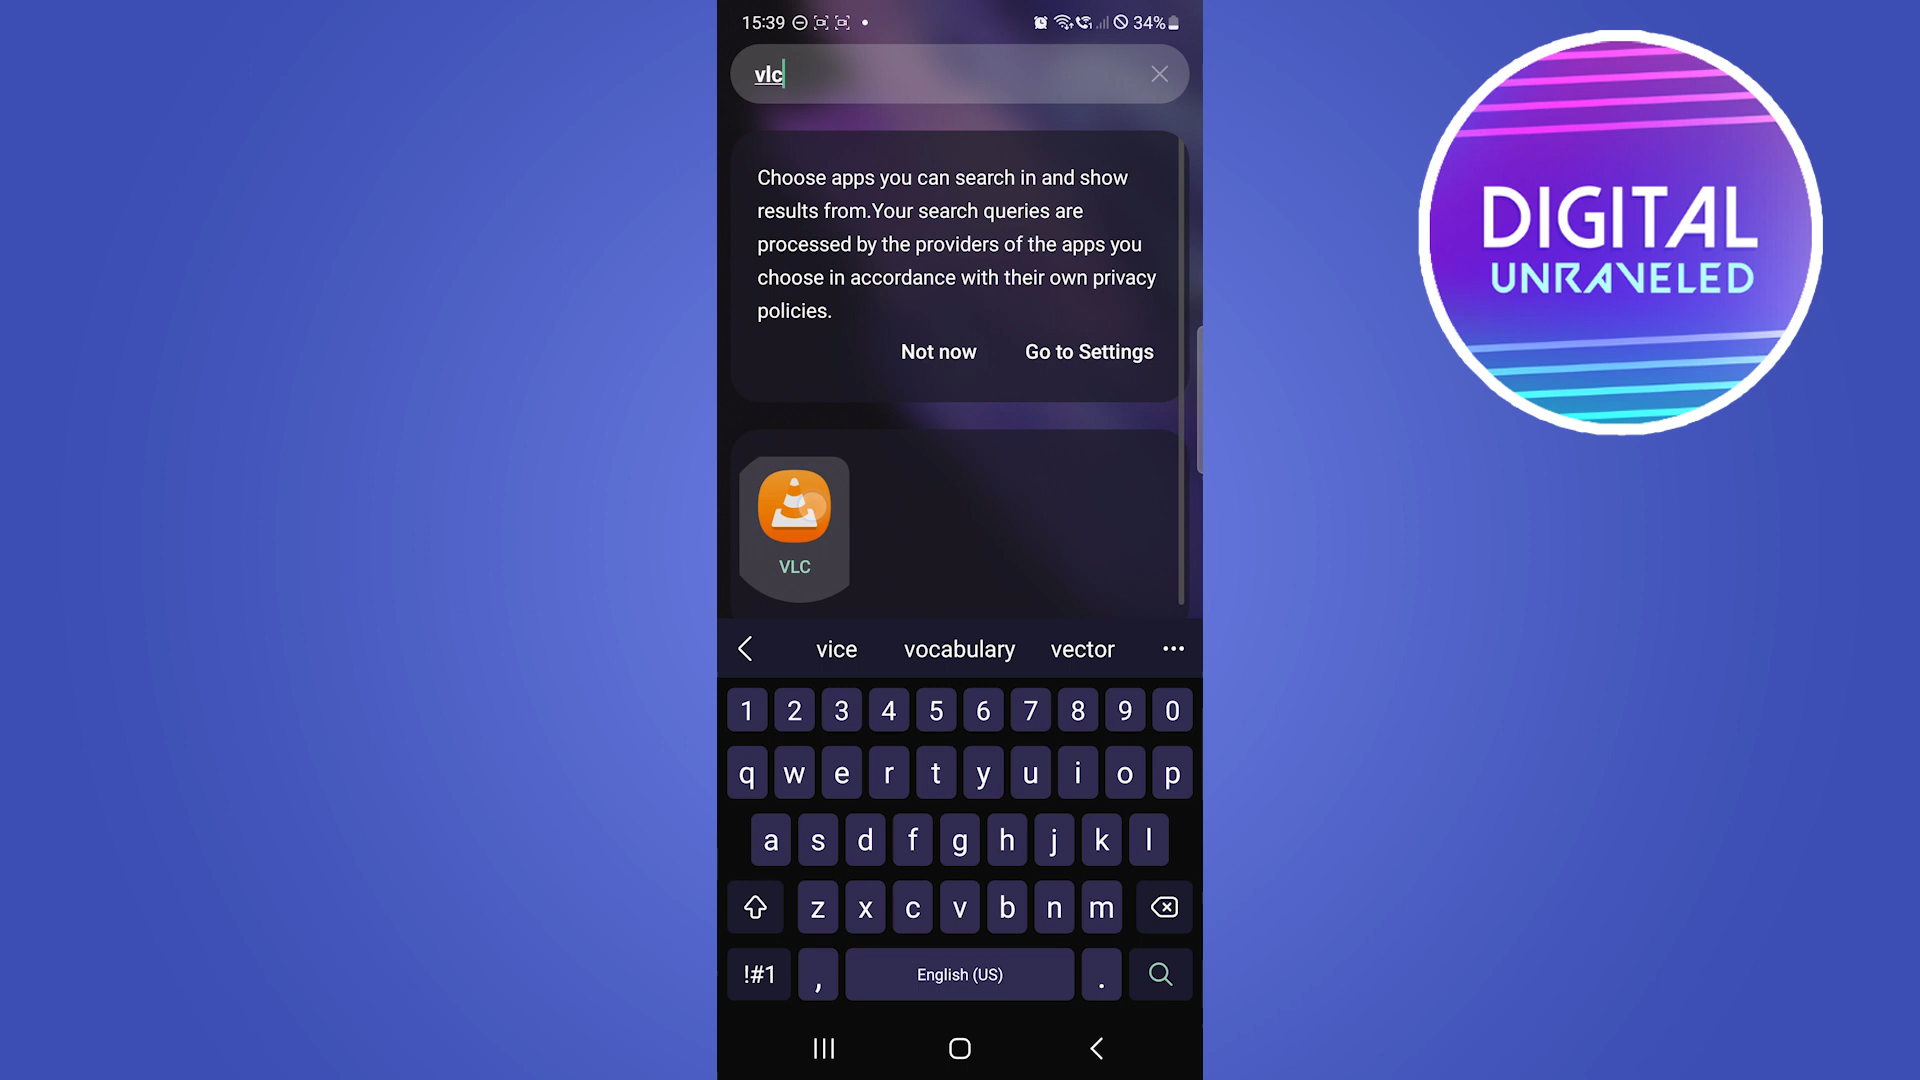 15:39
34%
vlc
Choose apps you can search in and show
results from.Your search queries are
processed by the providers of the apps you
choose in accordance with their own privacy
policies.
Not now Go to Settings
VLC
vice vocabulary vector
1 2 3 4 5 6 7 8 9 0
q w e r t y u i o p
a s d f g h j k l
z x c v b n m
!#1 , English (US) .
DIGITAL
UNRAVELED